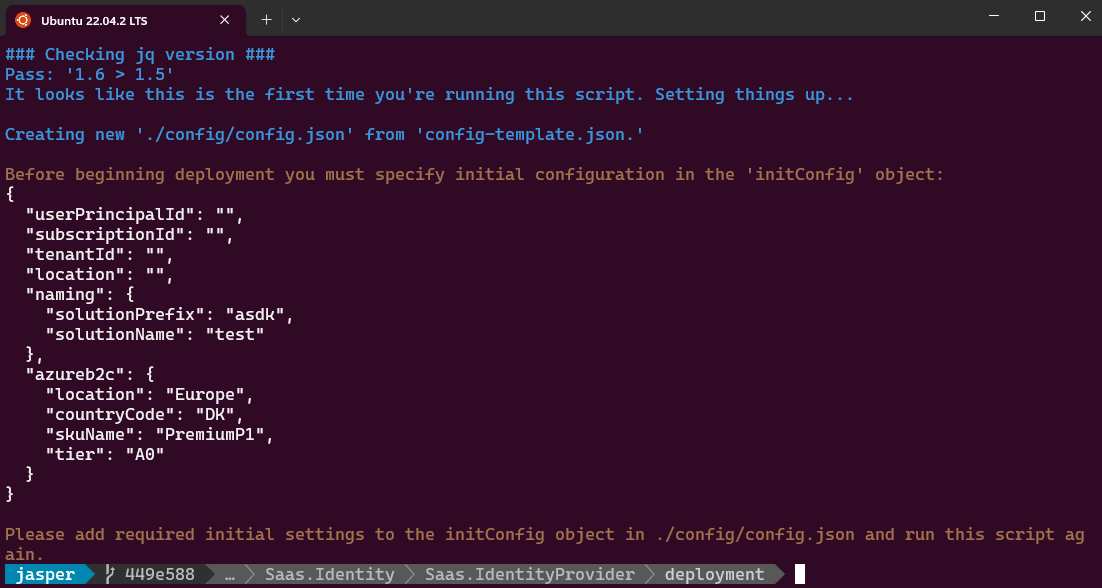 Ubuntu 22.04.2 LTS
### Checking jq version ###
Pass: '1.6 > 1.5'
It looks like this is the first time you're running this script. Setting things up...
Creating new './config/config.json' from 'config-template.json.'
Before beginning deployment you must specify initial configuration in the 'initConfig' object:
{
  "userPrincipalId": "",
  "subscriptionId": "",
  "tenantId": "",
  "location": "",
  "naming": {
    "solutionPrefix": "asdk",
    "solutionName": "test"
  },
  "azureb2c": {
    "location": "Europe",
    "countryCode": "DK",
    "skuName": "PremiumP1",
    "tier": "A0"
  }
}
Please add required initial settings to the initConfig object in ./config/config.json and run this script ag
ain.
jasper 449e588 … Saas.Identity Saas.IdentityProvider deployment